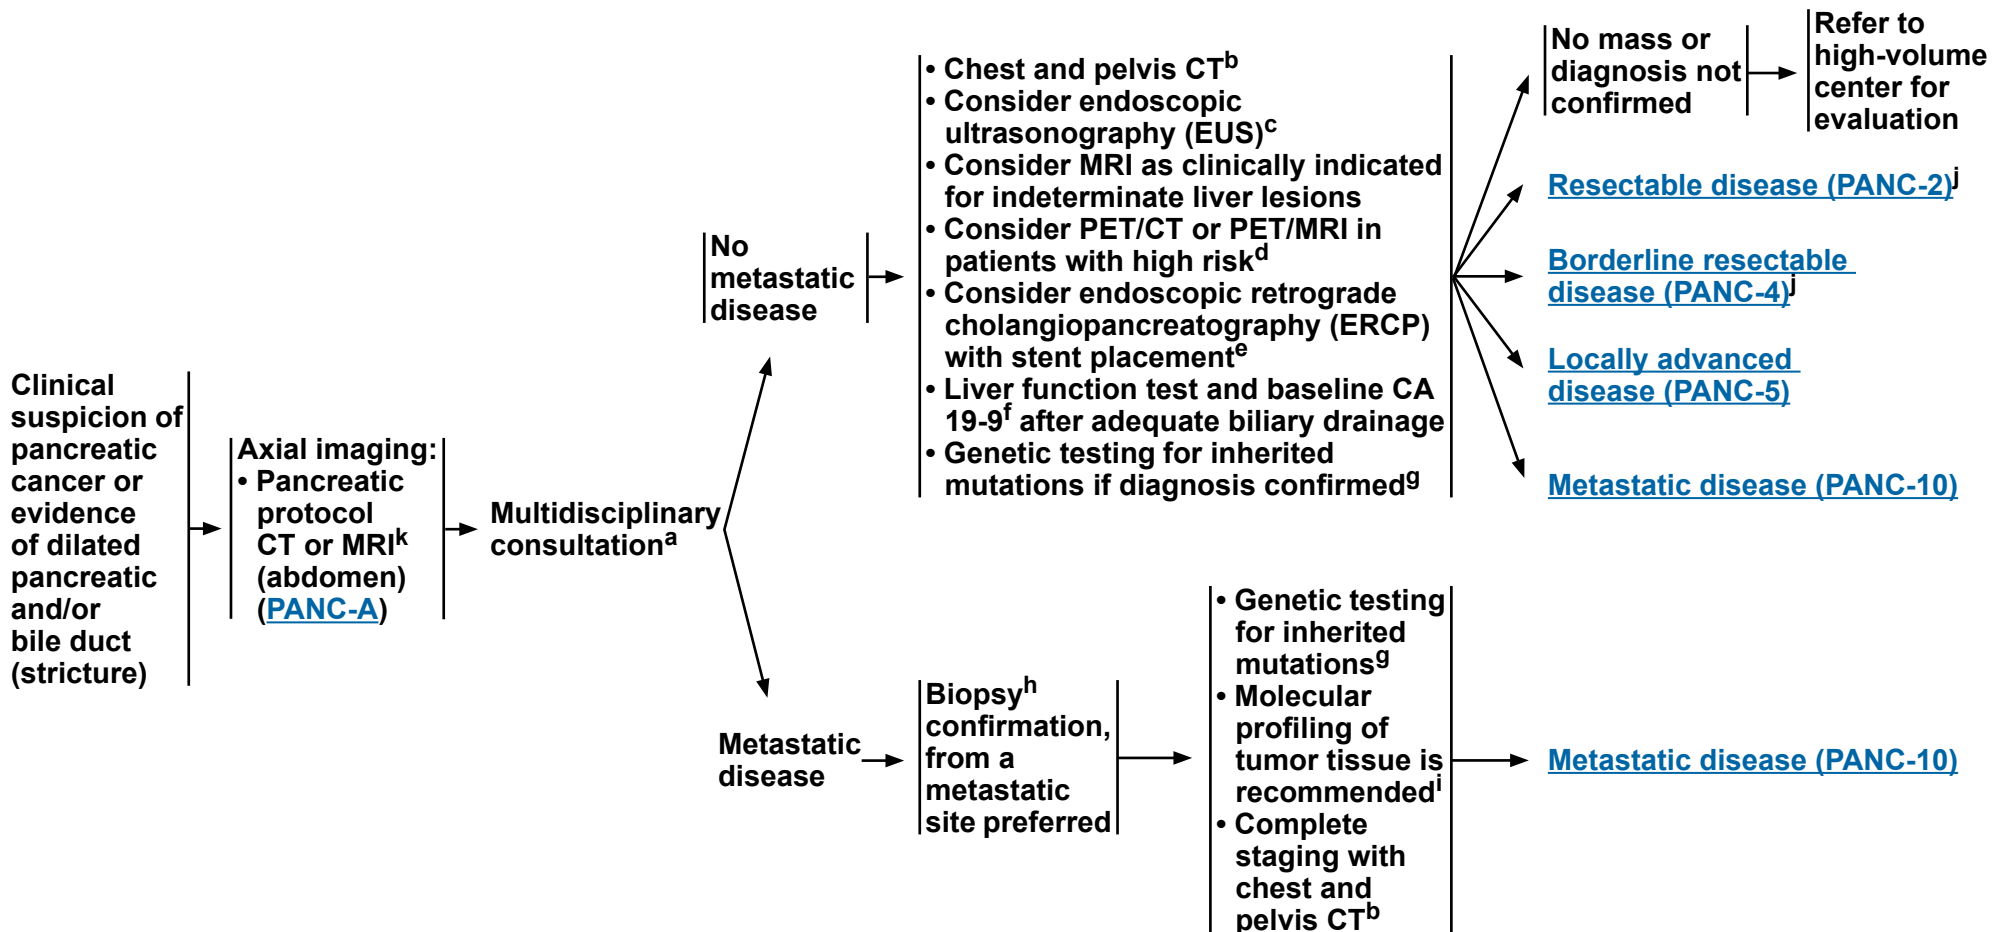 Clinical
suspicion of
pancreatic
cancer or
evidence
of dilated
pancreatic
and/or
bile duct
(stricture)
Axial imaging:
• Pancreatic
protocol
CT or MRIk
(abdomen)
(PANC-A)
Multidisciplinary
consultationa
No
metastatic
disease
• Chest and pelvis CTb
• Consider endoscopic
ultrasonography (EUS)c
• Consider MRI as clinically indicated
for indeterminate liver lesions
• Consider PET/CT or PET/MRI in
patients with high riskd
• Consider endoscopic retrograde
cholangiopancreatography (ERCP)
with stent placemente
• Liver function test and baseline CA
19-9f after adequate biliary drainage
• Genetic testing for inherited
mutations if diagnosis confirmedg
No mass or
diagnosis not
confirmed
Refer to
high-volume
center for
evaluation
Resectable disease (PANC-2)j
Borderline resectable
disease (PANC-4)j
Locally advanced
disease (PANC-5)
Metastatic disease (PANC-10)
Metastatic
disease
Biopsyh
confirmation,
from a
metastatic
site preferred
• Genetic testing
for inherited
mutationsg
• Molecular
profiling of
tumor tissue is
recommendedi
• Complete
staging with
chest and
pelvis CTb
Metastatic disease (PANC-10)